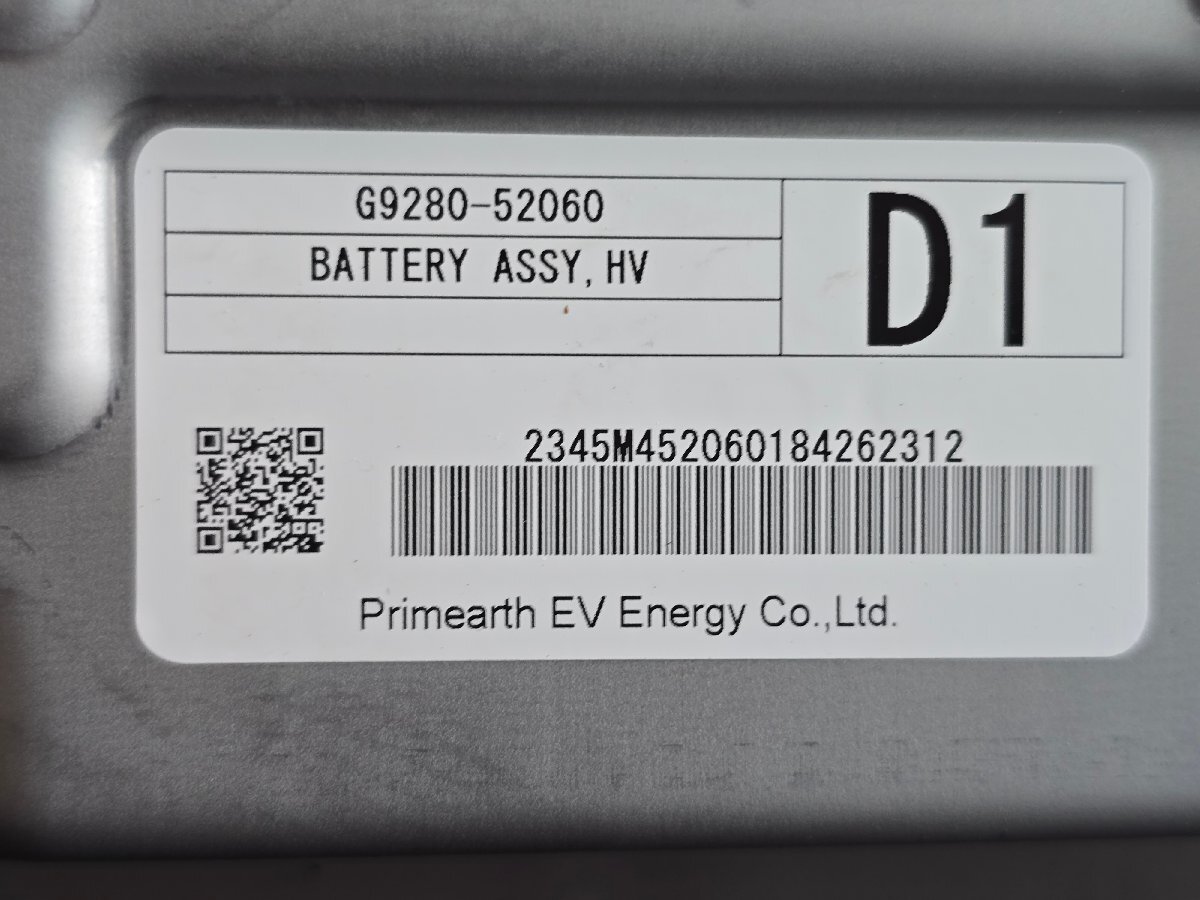 G9280-52060
BATTERY ASSY,HV
D1
2345M452060184262312
Primearth EV Energy Co.,Ltd.